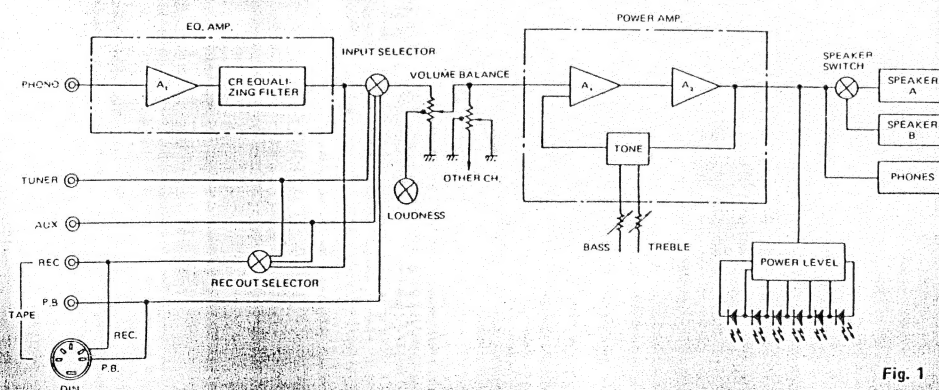 EQ. AMP.
POWER AMP.
INPUT SELECTOR
SPEAKER
SWITCH
VOLUME BALANCE
PHONO
A₁
CR EQUALI-
ZING FILTER
A₁
A₂
SPEAKER
A
SPEAKER
B
TONE
OTHER CH.
TUNER
PHONES
LOUDNESS
AUX
BASS
TREBLE
REC
POWER LEVEL
REC OUT SELECTOR
P.B
TAPE
REC.
P.B.
DIN
Fig. 1